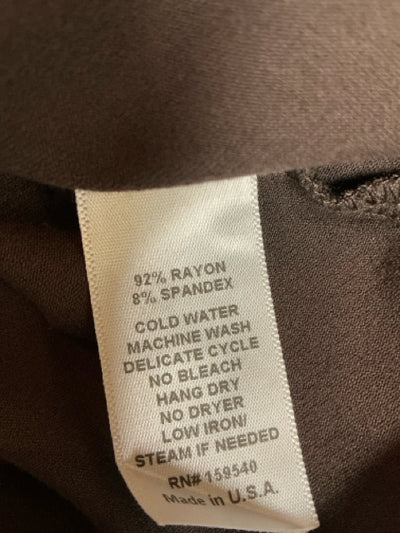 92% RAYON
8% SPANDEX
COLD WATER
MACHINE WASH
DELICATE CYCLE
NO BLEACH
HANG DRY
NO DRYER
LOW IRON/
STEAM IF NEEDED
RN# 159540
Made in U.S.A.